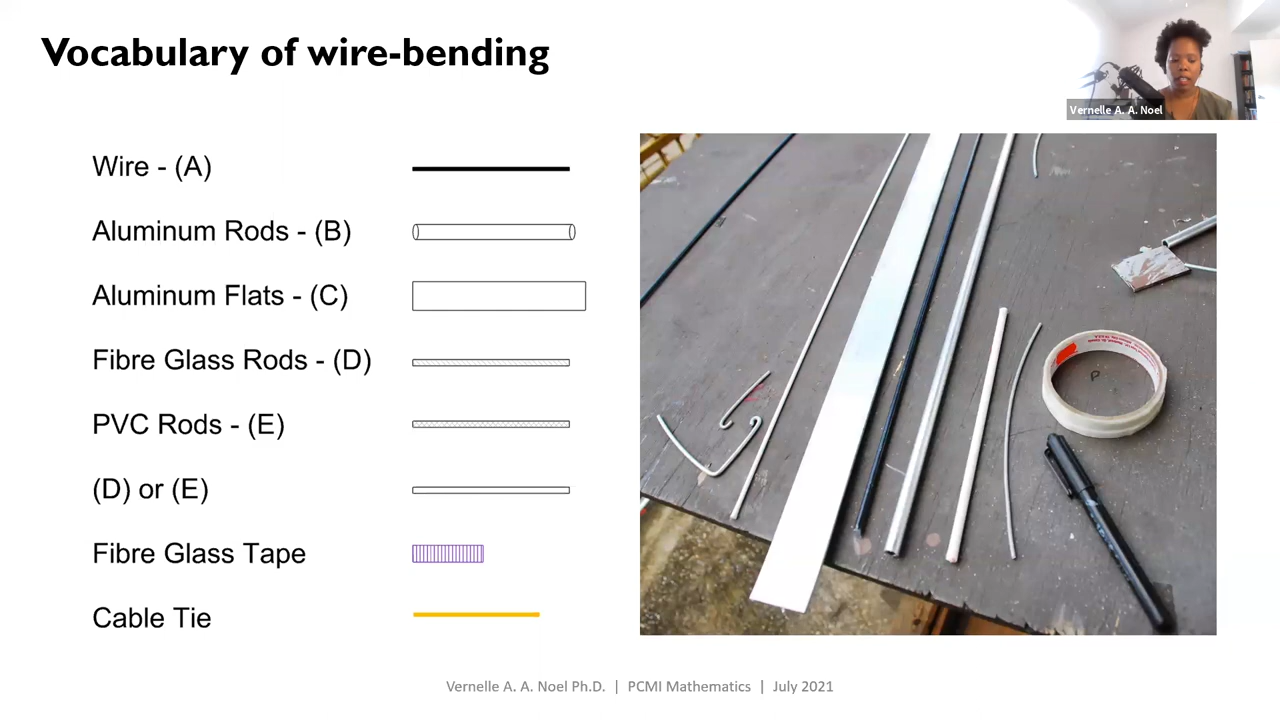 Vocabulary of wire-bending
Vernelle A. A. Noel
Wire - (A)
Aluminum Rods - (B)
Aluminum Flats - (C)
Fibre Glass Rods - (D)
PVC Rods - (E)
(D) or (E)
Fibre Glass Tape
Cable Tie
Vernelle A. A. Noel Ph.D. | PCMI Mathematics | July 2021